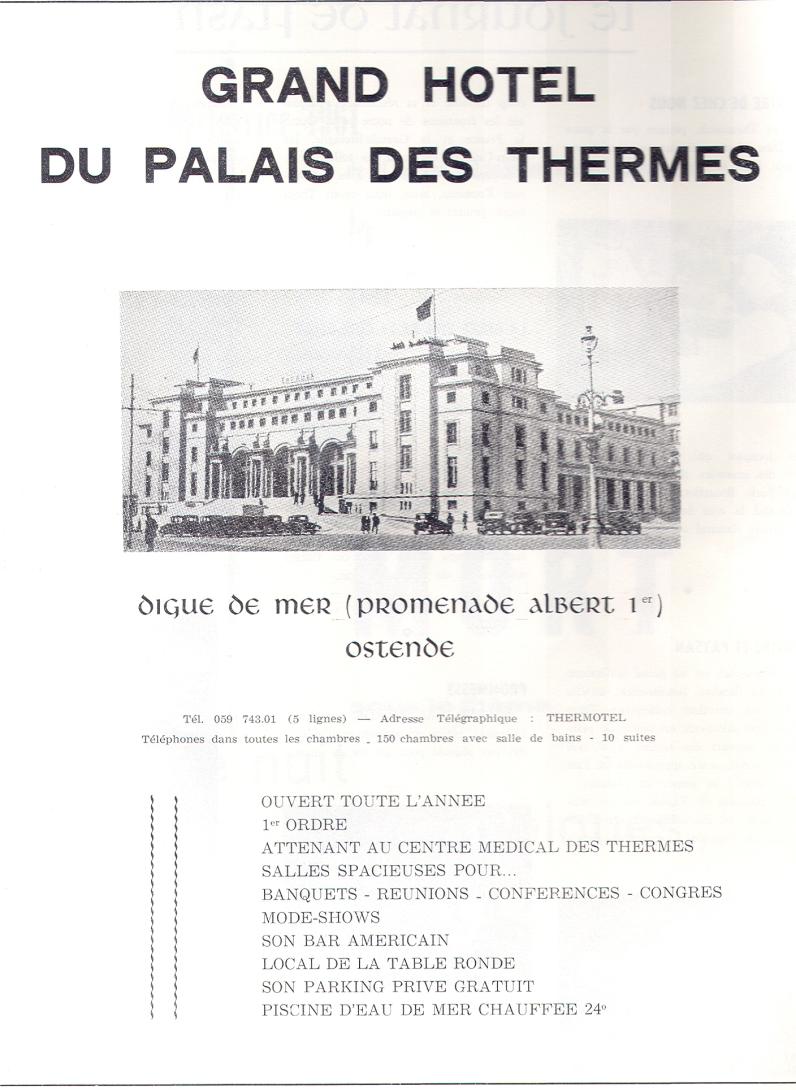 GRAND HOTEL
DU PALAIS DES THERMES
DIGUE DE MER (PROMENADE ALBERT 1er)
OSTENDE
Tél. 059 743.01 (5 lignes) — Adresse Télégraphique : THERMOTEL
Téléphones dans toutes les chambres - 150 chambres avec salle de bains - 10 suites
OUVERT TOUTE L'ANNEE
1er ORDRE
ATTENANT AU CENTRE MEDICAL DES THERMES
SALLES SPACIEUSES POUR...
BANQUETS - REUNIONS - CONFERENCES - CONGRES
MODE-SHOWS
SON BAR AMERICAIN
LOCAL DE LA TABLE RONDE
SON PARKING PRIVE GRATUIT
PISCINE D'EAU DE MER CHAUFFEE 24º